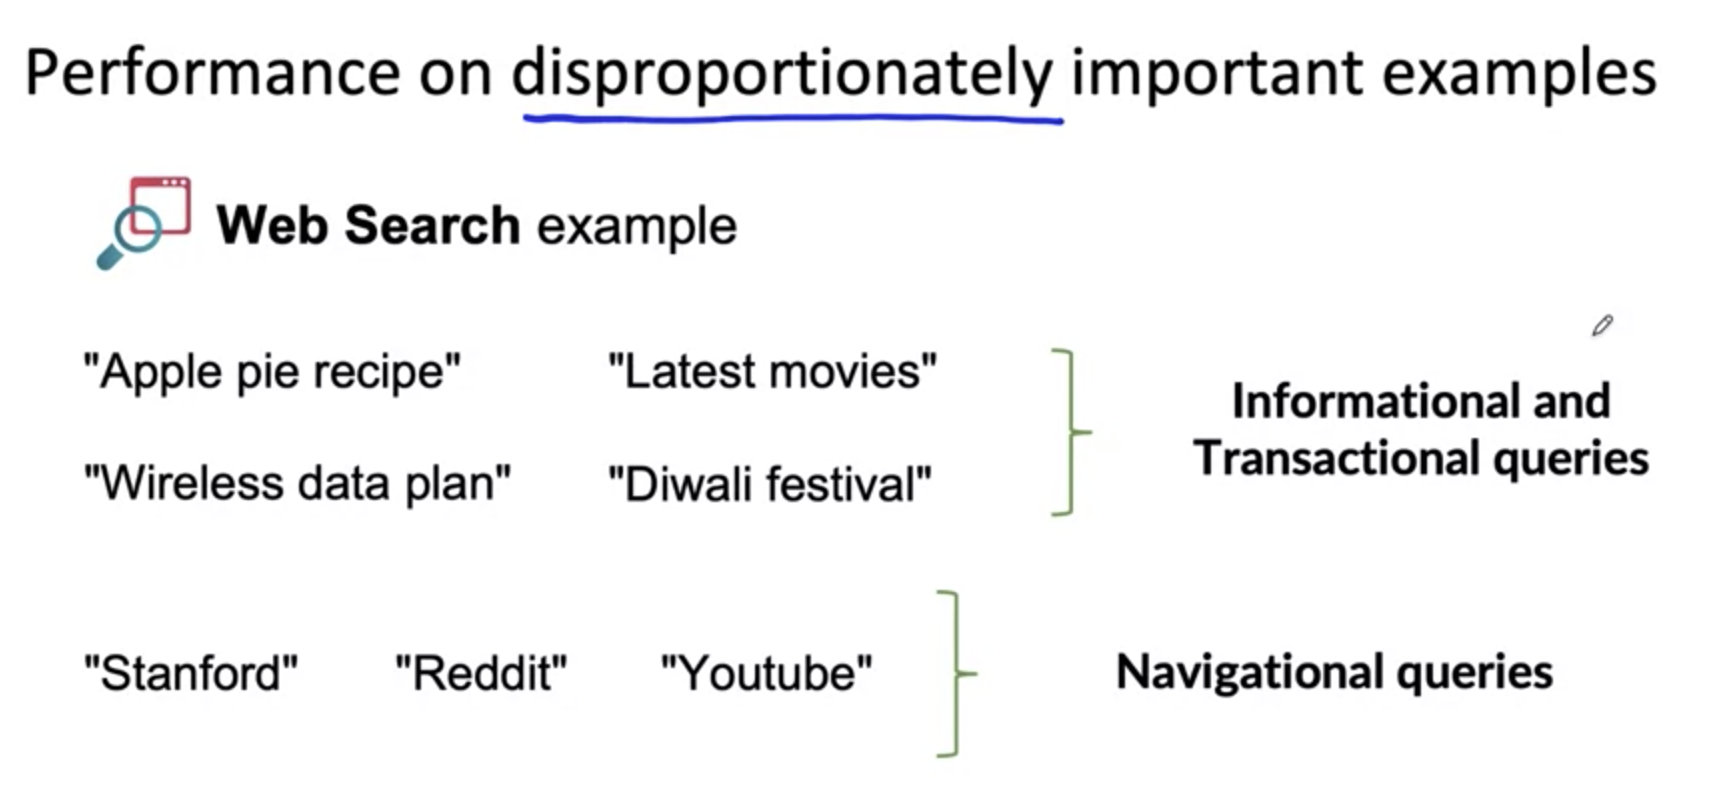 Performance on disproportionately important examples
Web Search example
"Apple pie recipe" "Latest movies"
"Wireless data plan" "Diwali festival"
Informational and
Transactional queries
"Stanford" "Reddit" "Youtube"
Navigational queries